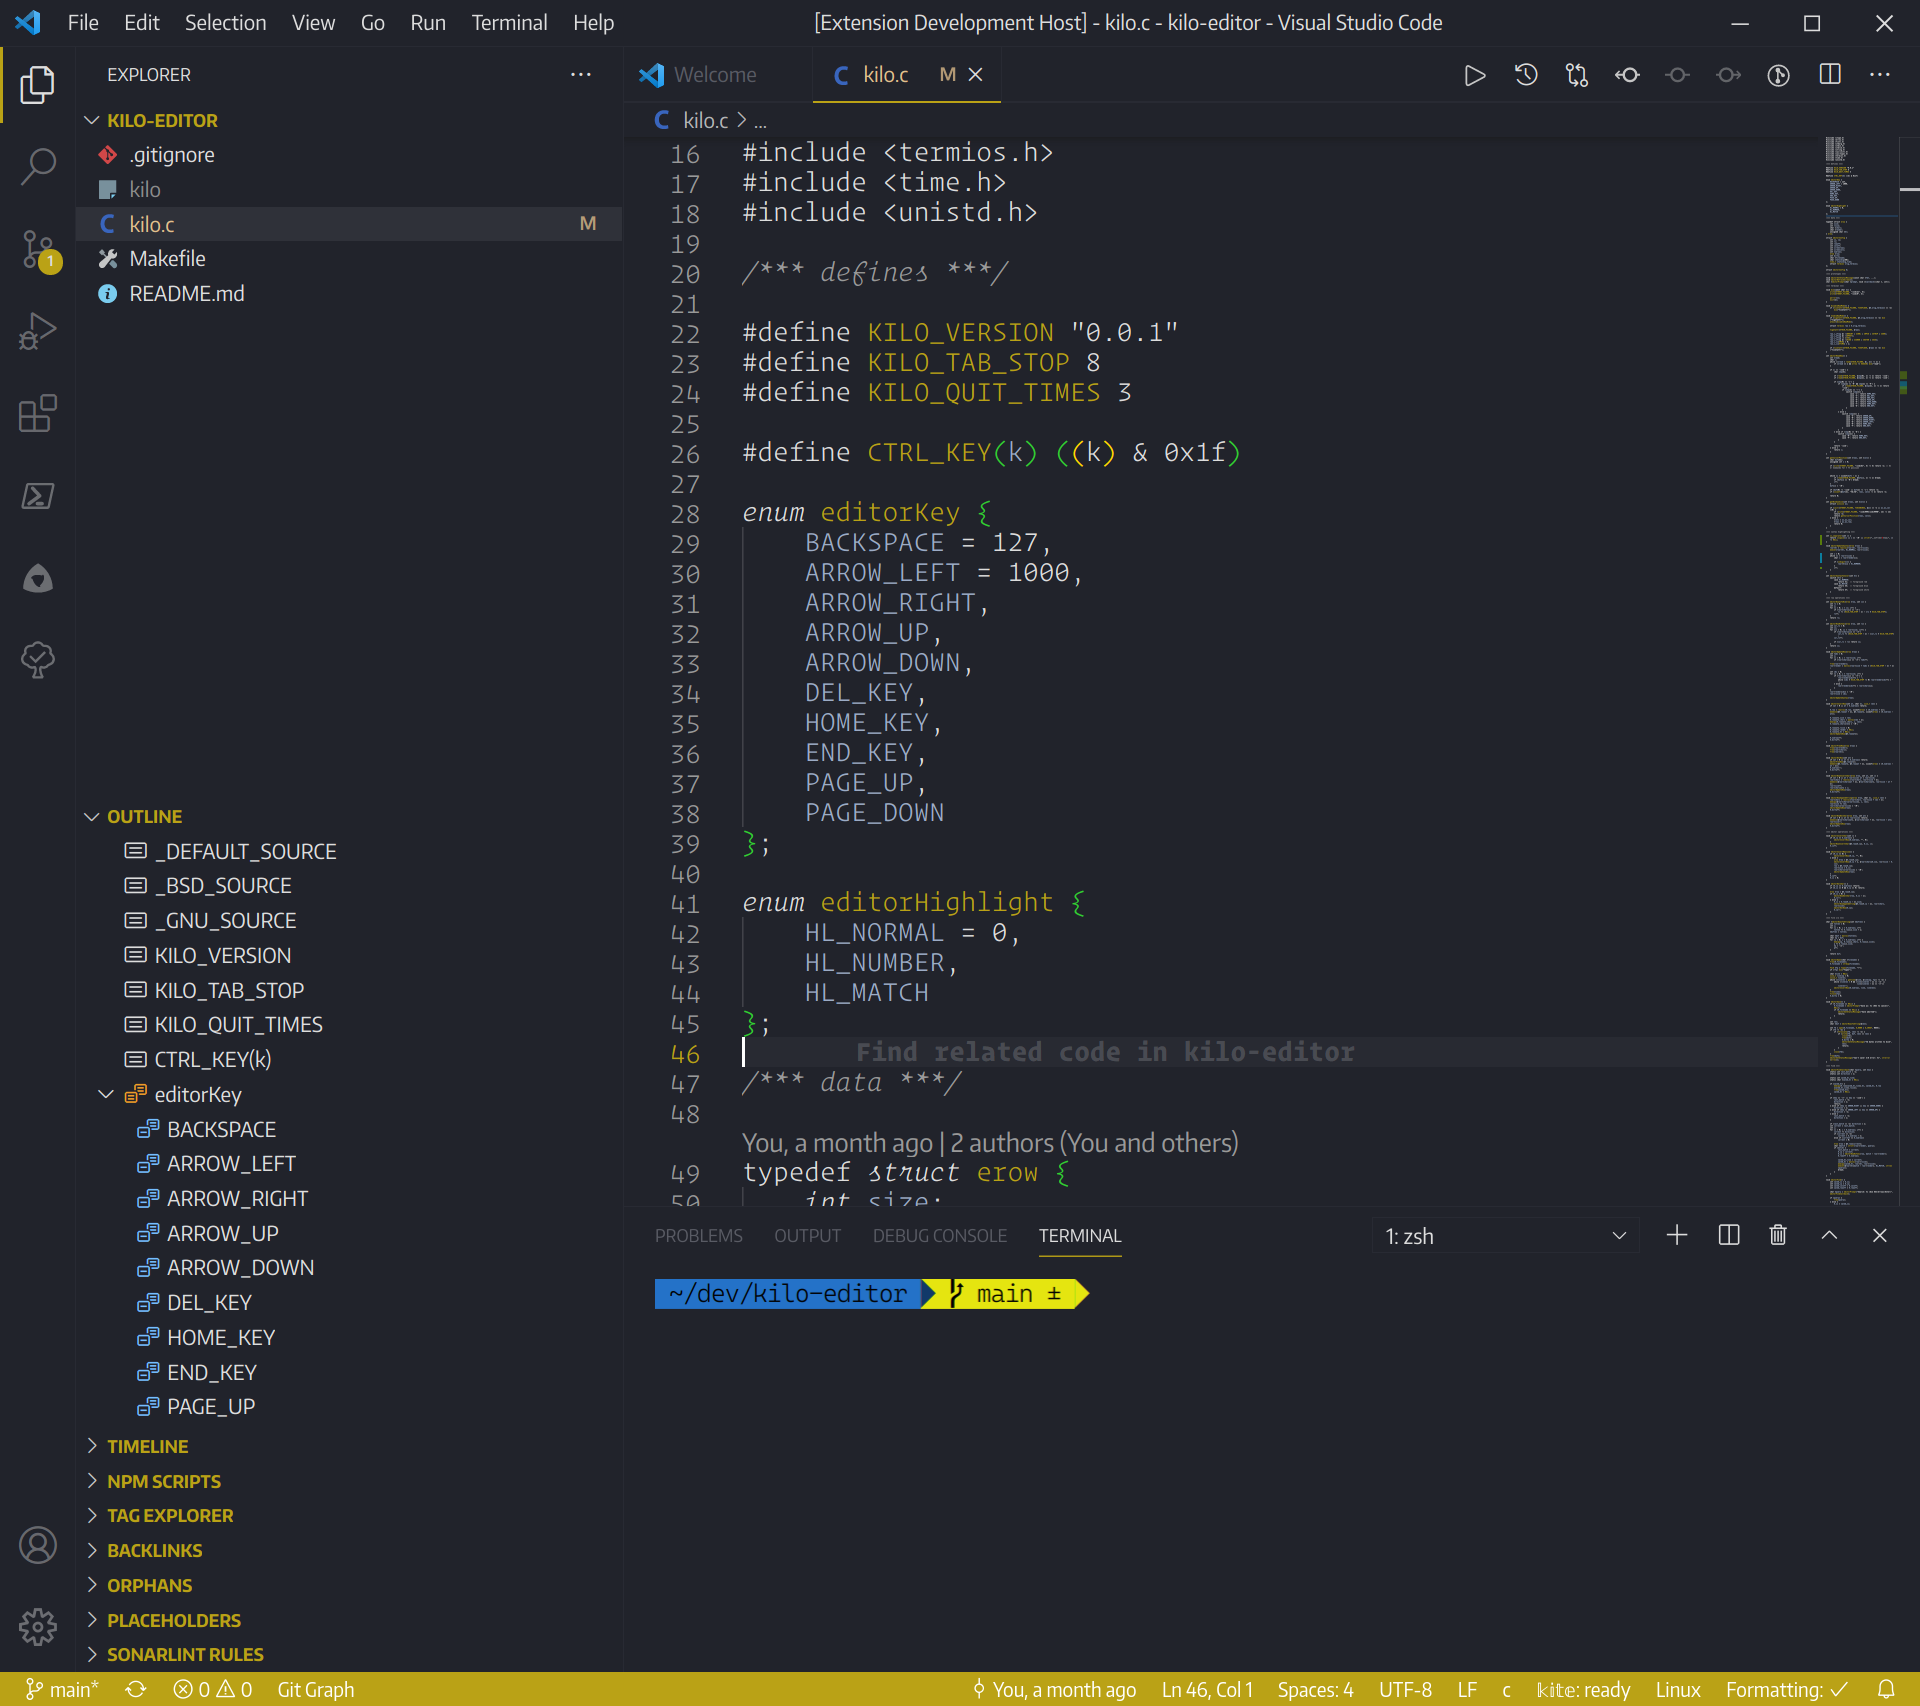 File Edit Selection View Go Run Terminal Help [Extension Development Host] - kilo.c - kilo-editor - Visual Studio Code
EXPLORER
KILO-EDITOR
.gitignore
kilo
kilo.c M
Makefile
README.md
1
OUTLINE
_DEFAULT_SOURCE
_BSD_SOURCE
_GNU_SOURCE
KILO_VERSION
KILO_TAB_STOP
KILO_QUIT_TIMES
CTRL_KEY(k)
editorKey
BACKSPACE
ARROW_LEFT
ARROW_RIGHT
ARROW_UP
ARROW_DOWN
DEL_KEY
HOME_KEY
END_KEY
PAGE_UP
TIMELINE
NPM SCRIPTS
TAG EXPLORER
BACKLINKS
ORPHANS
PLACEHOLDERS
SONARLINT RULES
Welcome kilo.c M
kilo.c > ...
16 #include <termios.h>
17 #include <time.h>
18 #include <unistd.h>
19
20 /*** defines ***/
21
22 #define KILO_VERSION "0.0.1"
23 #define KILO_TAB_STOP 8
24 #define KILO_QUIT_TIMES 3
25
26 #define CTRL_KEY(k) ((k) & 0x1f)
27
28 enum editorKey {
29 BACKSPACE = 127,
30 ARROW_LEFT = 1000,
31 ARROW_RIGHT,
32 ARROW_UP,
33 ARROW_DOWN,
34 DEL_KEY,
35 HOME_KEY,
36 END_KEY,
37 PAGE_UP,
38 PAGE_DOWN
39 };
40
41 enum editorHighlight {
42 HL_NORMAL = 0,
43 HL_NUMBER,
44 HL_MATCH
45 };
46 Find related code in kilo-editor
47 /*** data ***/
48
You, a month ago | 2 authors (You and others)
49 typedef struct erow {
50 int size;
PROBLEMS OUTPUT DEBUG CONSOLE TERMINAL 1: zsh
~/dev/kilo-editor main ±
main* 0 0 Git Graph You, a month ago Ln 46, Col 1 Spaces: 4 UTF-8 LF c kite: ready Linux Formatting: ✓